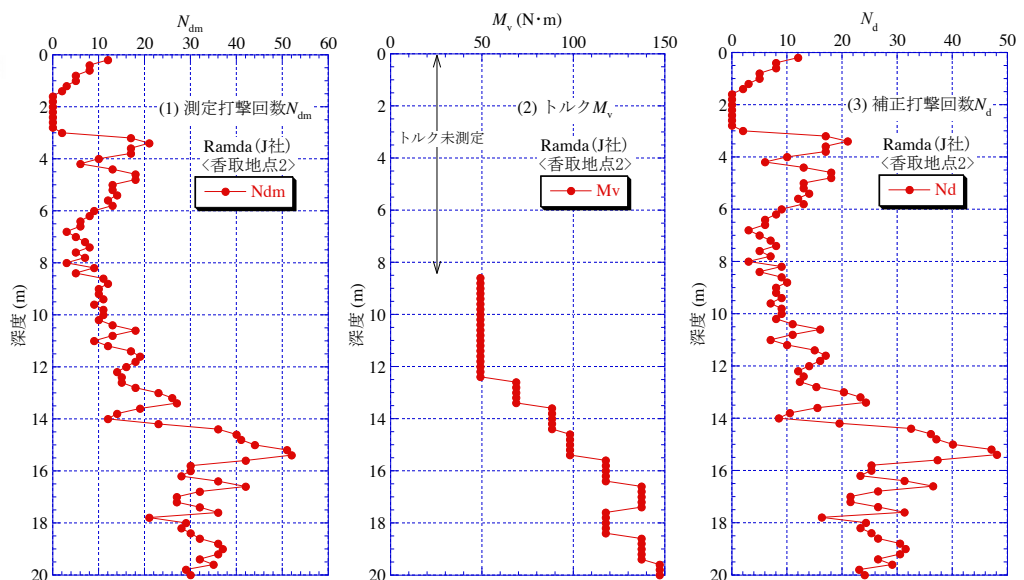 N_dm
0 10 20 30 40 50 60
0
2
4
6
8
10
12
14
16
18
20
深度 (m)
(1) 測定打撃回数N_dm
Ramda (J社)
<香取地点2>
Ndm
M_v (N・m)
0 50 100 150
0
2
4
6
8
10
12
14
16
18
20
深度 (m)
(2) トルクM_v
トルク未測定
Ramda (J社)
<香取地点2>
Mv
N_d
0 10 20 30 40 50
0
2
4
6
8
10
12
14
16
18
20
深度 (m)
(3) 補正打撃回数N_d
Ramda (J社)
<香取地点2>
Nd